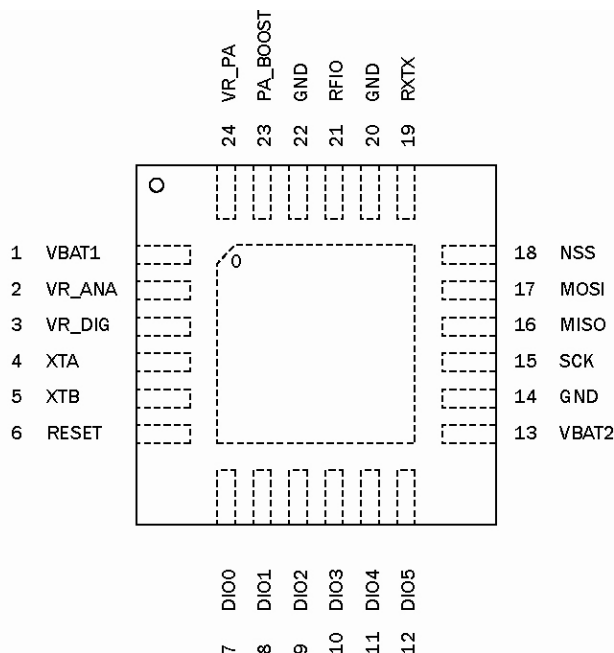 VR_PA
PA_BOOST
GND
RFIO
GND
RXTX
24
23
22
21
20
19
1 VBAT1
2 VR_ANA
3 VR_DIG
4 XTA
5 XTB
6 RESET
0
18 NSS
17 MOSI
16 MISO
15 SCK
14 GND
13 VBAT2
DIO0
DIO1
DIO2
DIO3
DIO4
DIO5
7
8
9
10
11
12